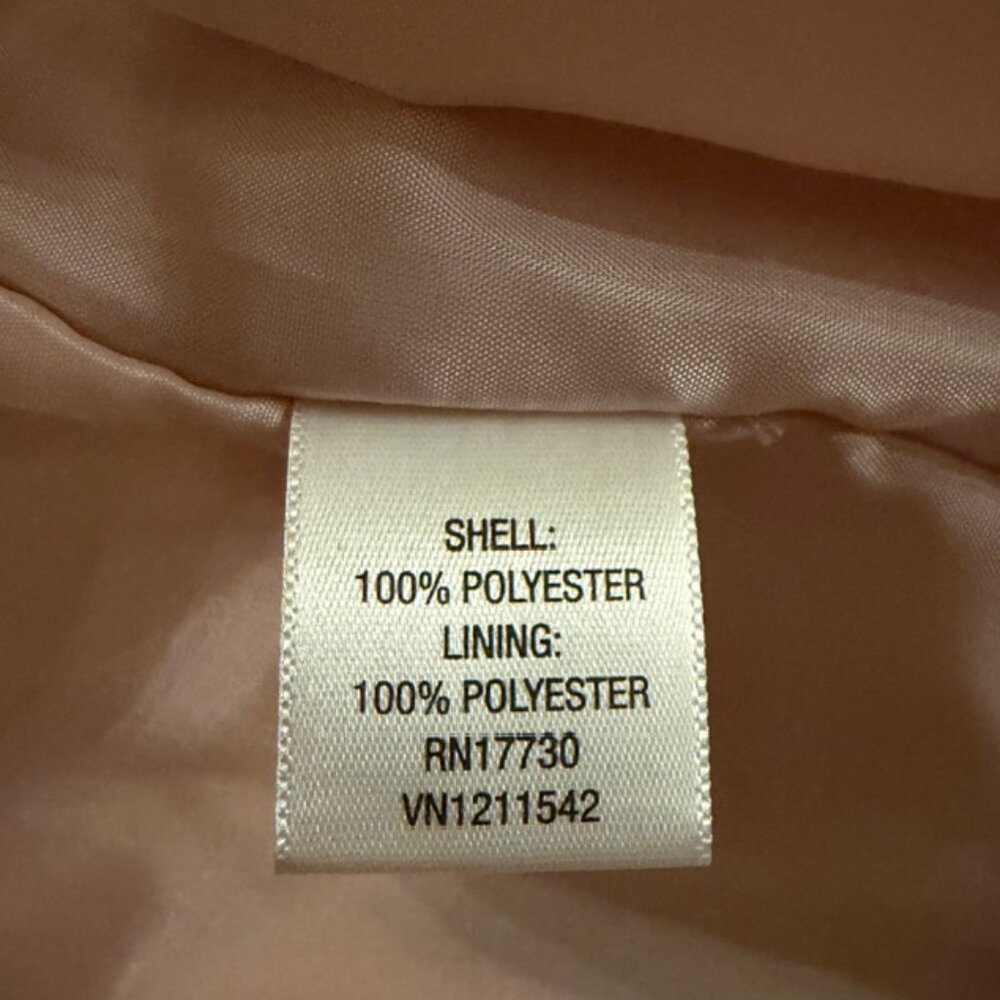 SHELL:
100% POLYESTER
LINING:
100% POLYESTER
RN17730
VN1211542